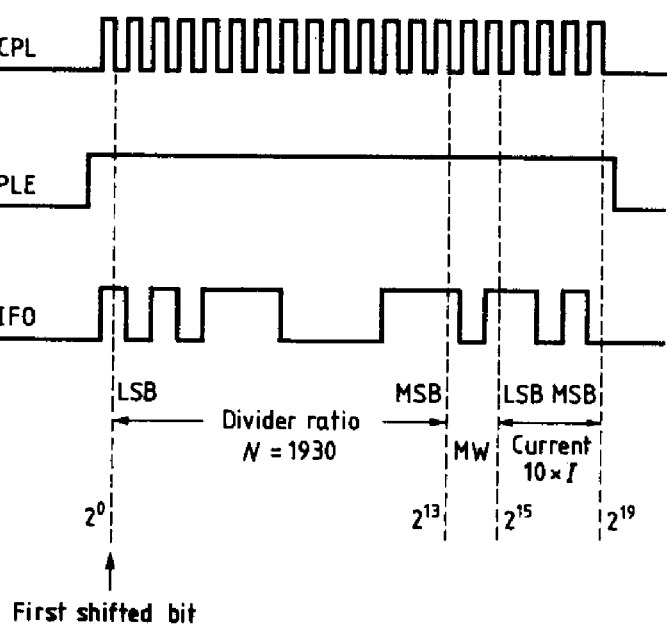 CPL
PLE
IFO
LSB
MSB
LSB MSB
Divider ratio
N = 1930
MW
Current
10×I
2⁰
2¹³
2¹⁵
2¹⁹
First shifted bit